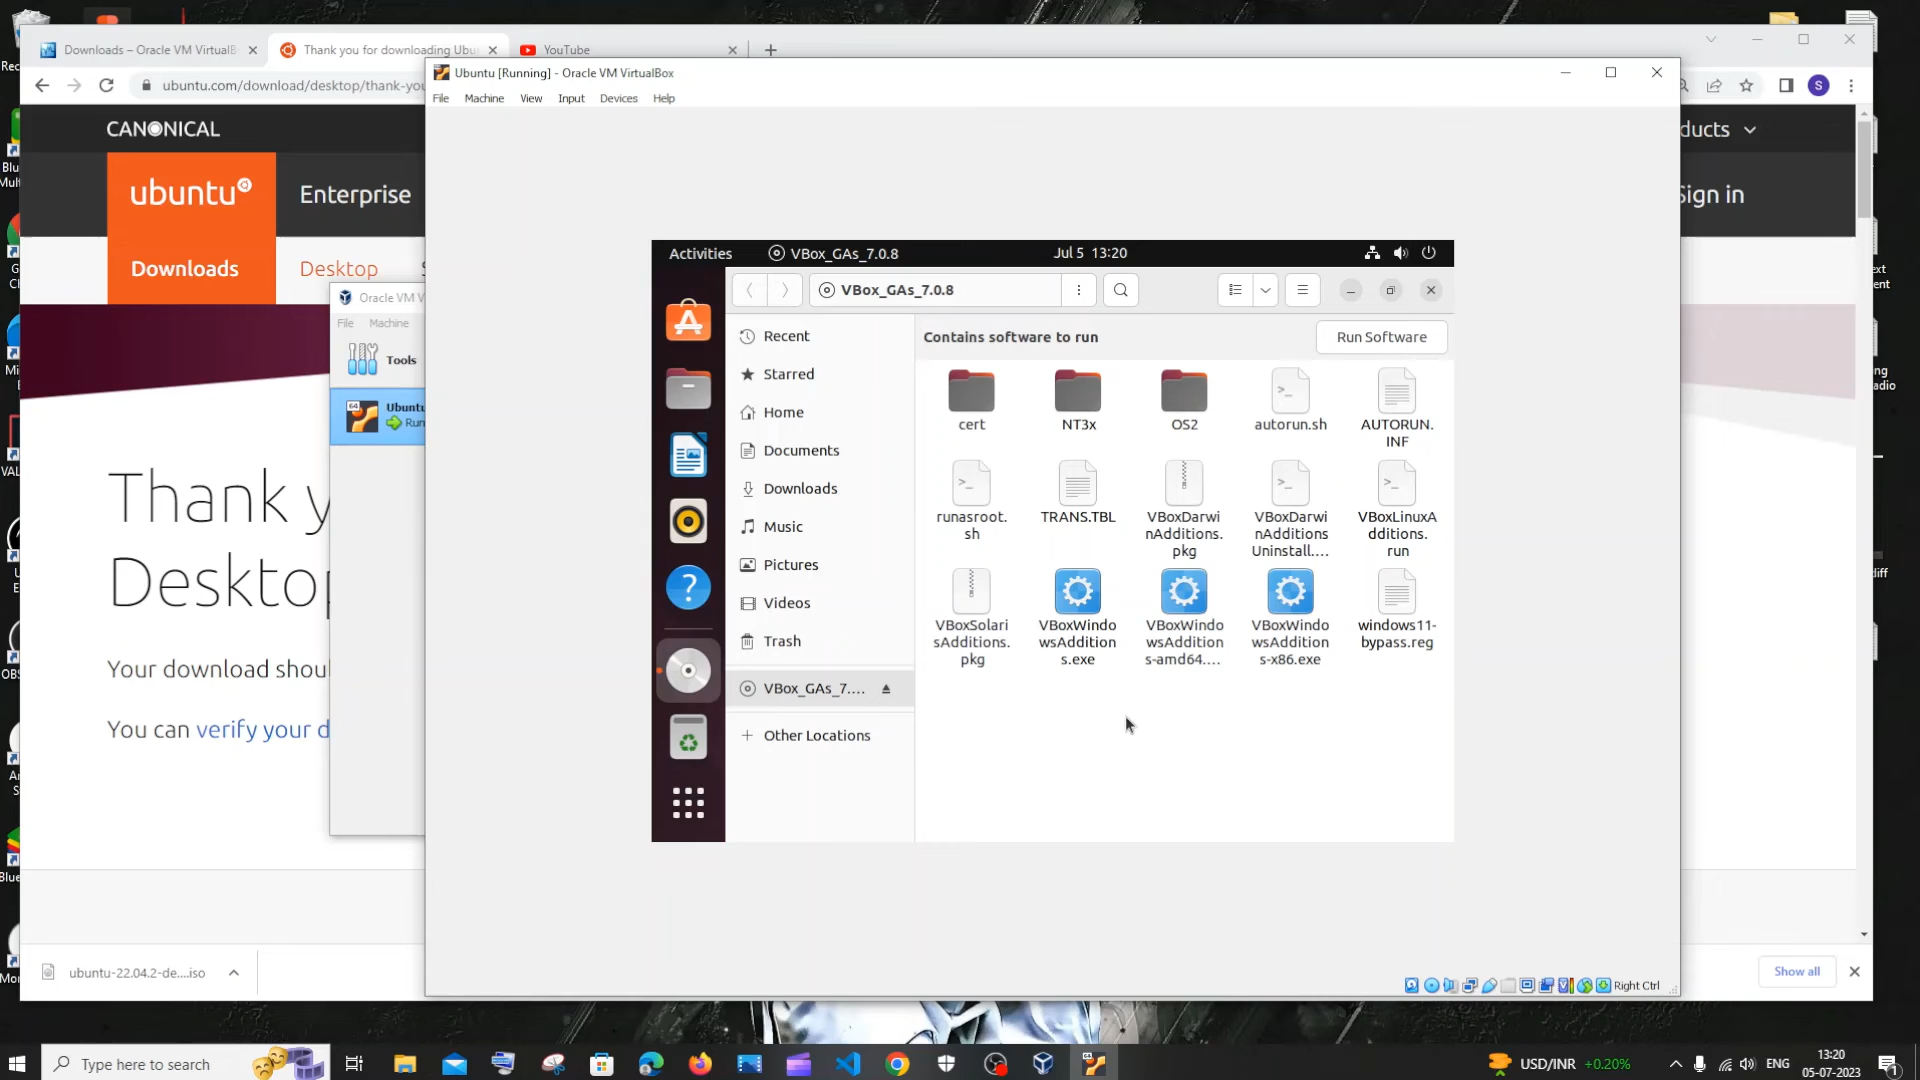 Downloads – Oracle VM VirtualB
Thank you for downloading Ubu
YouTube
ubuntu.com/download/desktop/thank-you
S
CANONICAL
ducts
ubuntu
Enterprise
Sign in
Downloads
Desktop
Oracle VM V
File Machine
Tools
64
Ubuntu
Run
Thank y
Desktop
Your download shoul
You can verify your d
ubuntu-22.04.2-de....iso
Show all
Ubuntu [Running] - Oracle VM VirtualBox
File Machine View Input Devices Help
Activities
VBox_GAs_7.0.8
Jul 5 13:20
VBox_GAs_7.0.8
Recent
Starred
Home
Documents
Downloads
Music
Pictures
Videos
Trash
VBox_GAs_7....
Other Locations
Contains software to run
Run Software
cert
NT3x
OS2
autorun.sh
AUTORUN.
INF
runasroot.
sh
TRANS.TBL
VBoxDarwi
nAdditions.
pkg
VBoxDarwi
nAdditions
Uninstall....
VBoxLinuxA
dditions.
run
VBoxSolari
sAdditions.
pkg
VBoxWindo
wsAddition
s.exe
VBoxWindo
wsAddition
s-amd64....
VBoxWindo
wsAddition
s-x86.exe
windows11-
bypass.reg
Right Ctrl
Type here to search
USD/INR +0.20%
ENG
13:20
05-07-2023
1